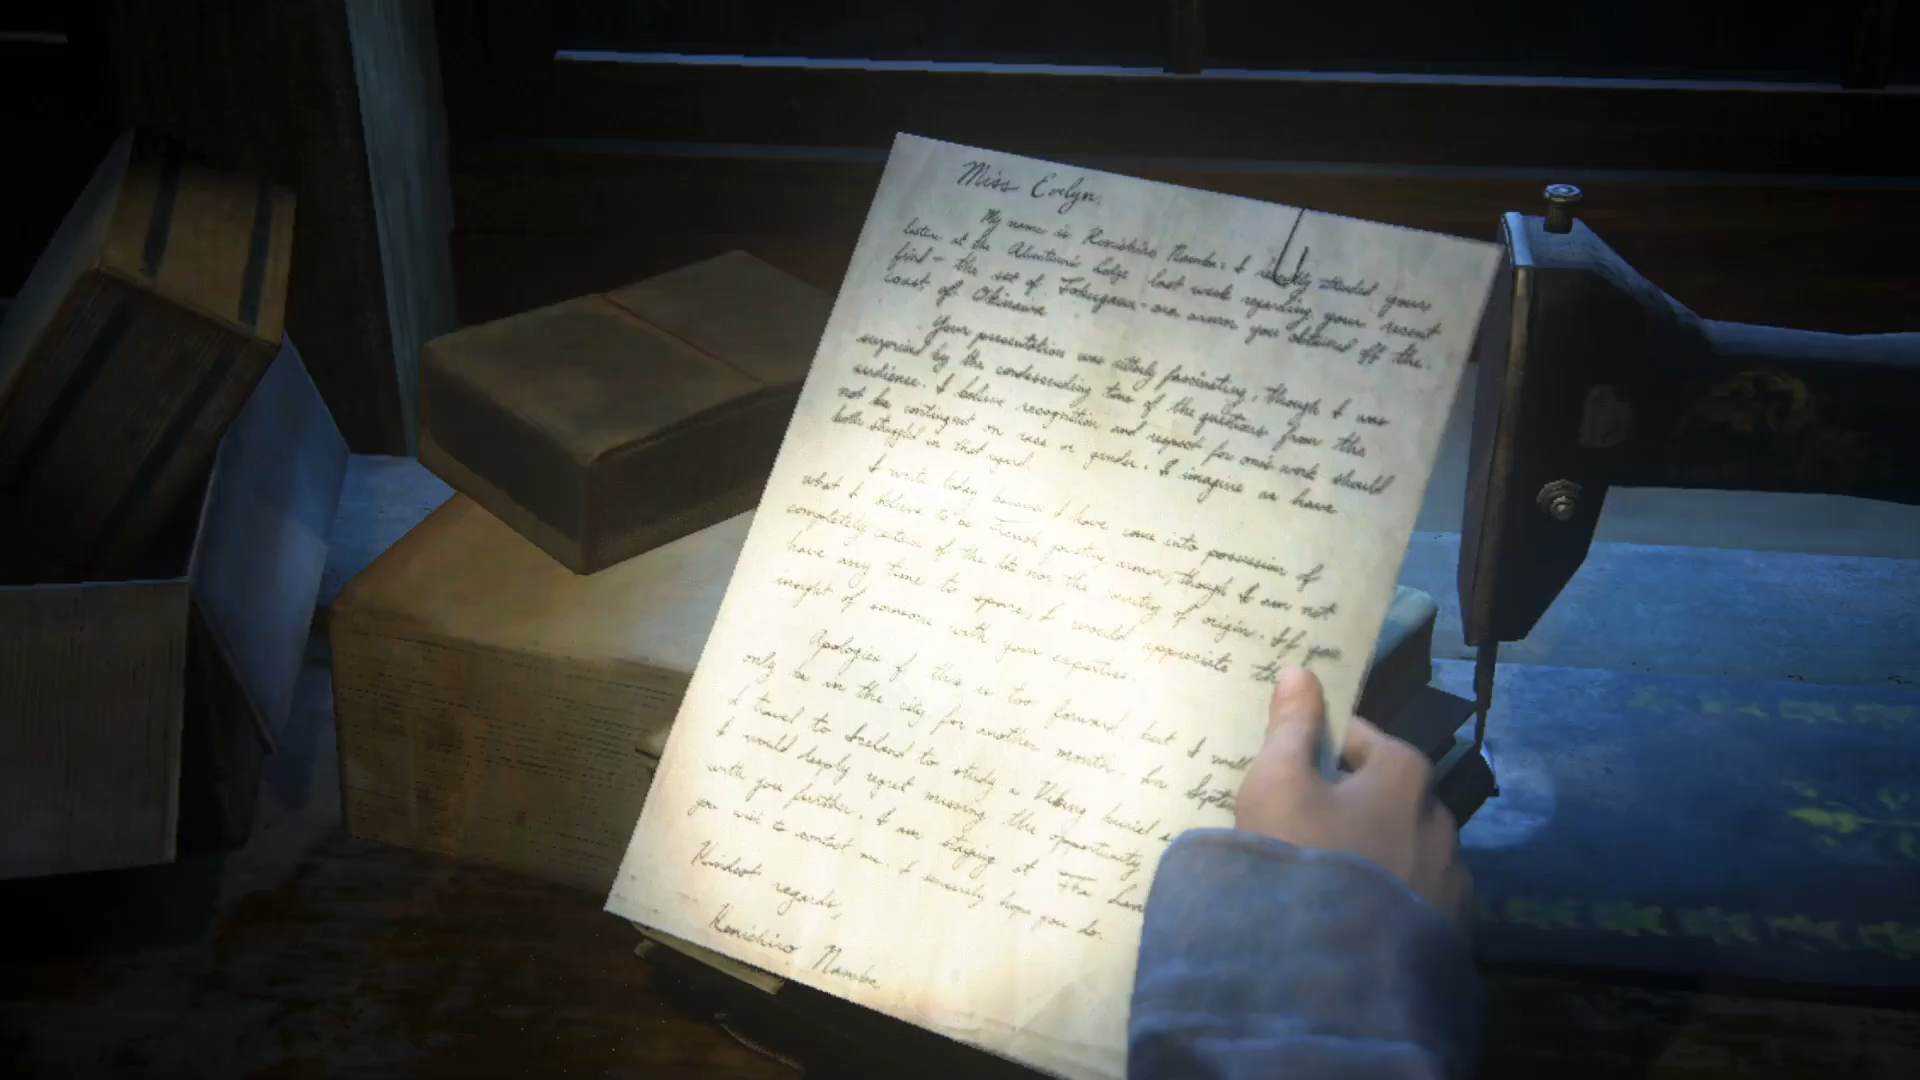 Miss Evelyn,
My name is Kenichiro Namba. I recently attended your
lecture at the Adventurers Lodge last week regarding your recent
find - the set of Tokugawa-era armor you obtained off the
coast of Okinawa.
Your presentation was utterly fascinating, though I was
surprised by the condescending tone of the questions from the
audience. I believe recognition and respect for one's work should
not be contingent on race or gender. I imagine we have
both struggled in that regard.
I write today because I have come into possession of
what I believe to be French jousting armor, though I am not
completely certain of the date nor the country of origin. If you
have any time to spare, I would appreciate the
insight of someone with your expertise.
Apologies if this is too forward, but I will
only be in the city for another month. In Septe
I travel to Ireland to study a Viking burial
I would deeply regret missing the opportunity
with you further. I am staying at The
you wish to contact me. I sincerely hope you do.
Kindest regards,
Kenichiro Namba